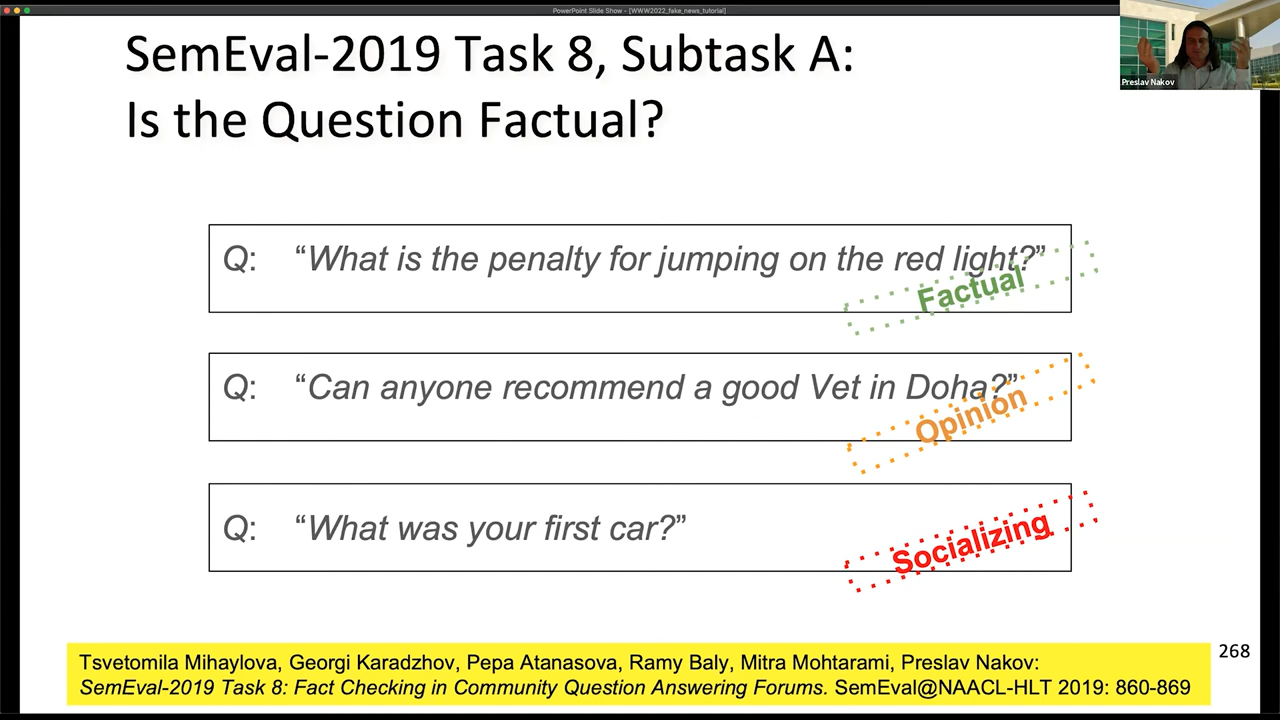 PowerPoint Slide Show - [WWW2022_fake_news_tutorial]
Preslav Nakov
SemEval-2019 Task 8, Subtask A:
Is the Question Factual?
Q: “What is the penalty for jumping on the red light?”
Factual
Q: “Can anyone recommend a good Vet in Doha?”
Opinion
Q: “What was your first car?”
Socializing
Tsvetomila Mihaylova, Georgi Karadzhov, Pepa Atanasova, Ramy Baly, Mitra Mohtarami, Preslav Nakov:
SemEval-2019 Task 8: Fact Checking in Community Question Answering Forums. SemEval@NAACL-HLT 2019: 860-869
268